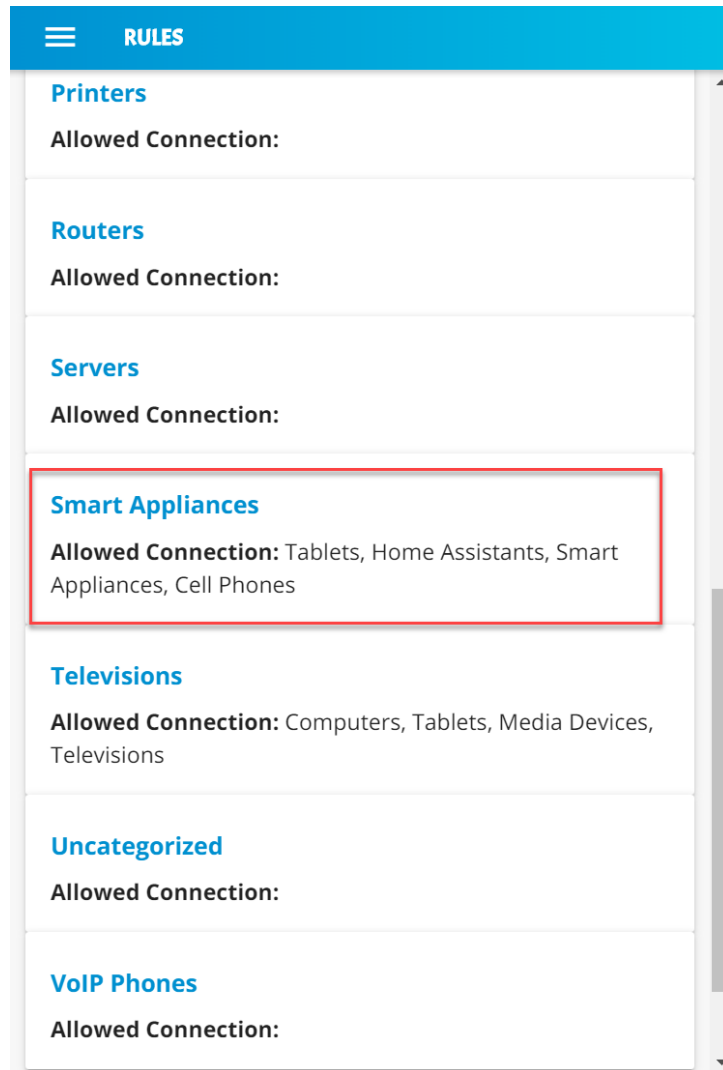 RULES
Printers
Allowed Connection:
Routers
Allowed Connection:
Servers
Allowed Connection:
Smart Appliances
Allowed Connection: Tablets, Home Assistants, Smart
Appliances, Cell Phones
Televisions
Allowed Connection: Computers, Tablets, Media Devices,
Televisions
Uncategorized
Allowed Connection:
VoIP Phones
Allowed Connection: